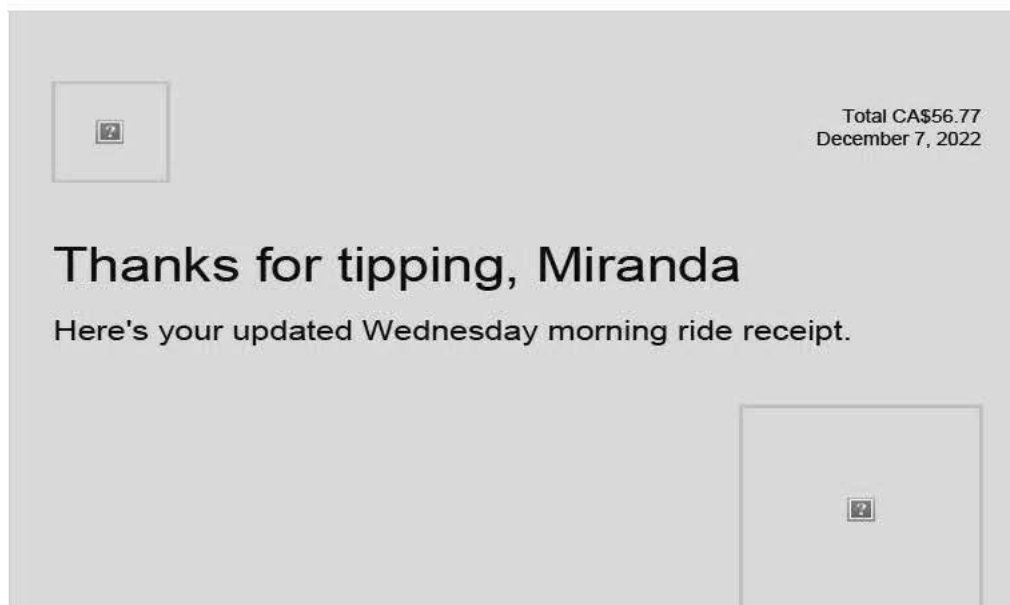 Total CA$56.77
December 7, 2022
Thanks for tipping, Miranda
Here's your updated Wednesday morning ride receipt.